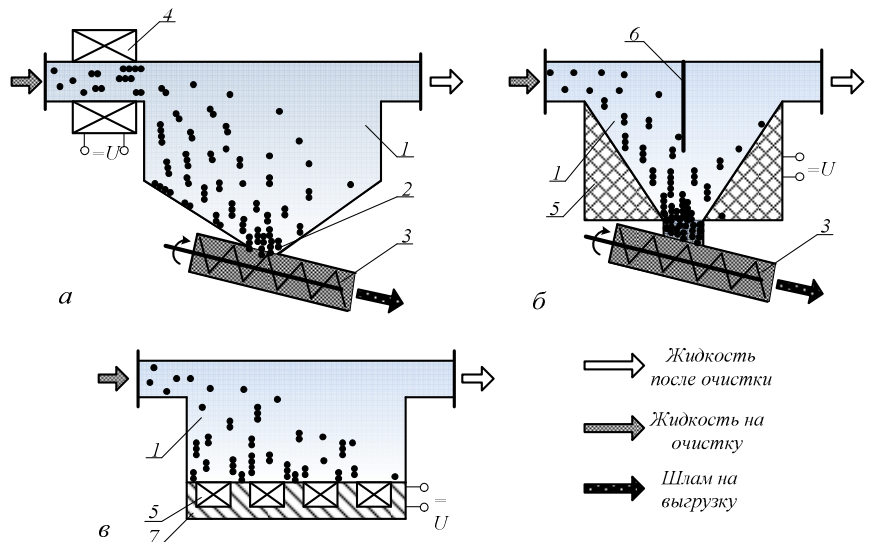 4
=U
1
2
3
а
6
1
5
=U
3
б
1
5
7
=
U
в
Жидкость
после очистки
Жидкость на
очистку
Шлам на
выгрузку